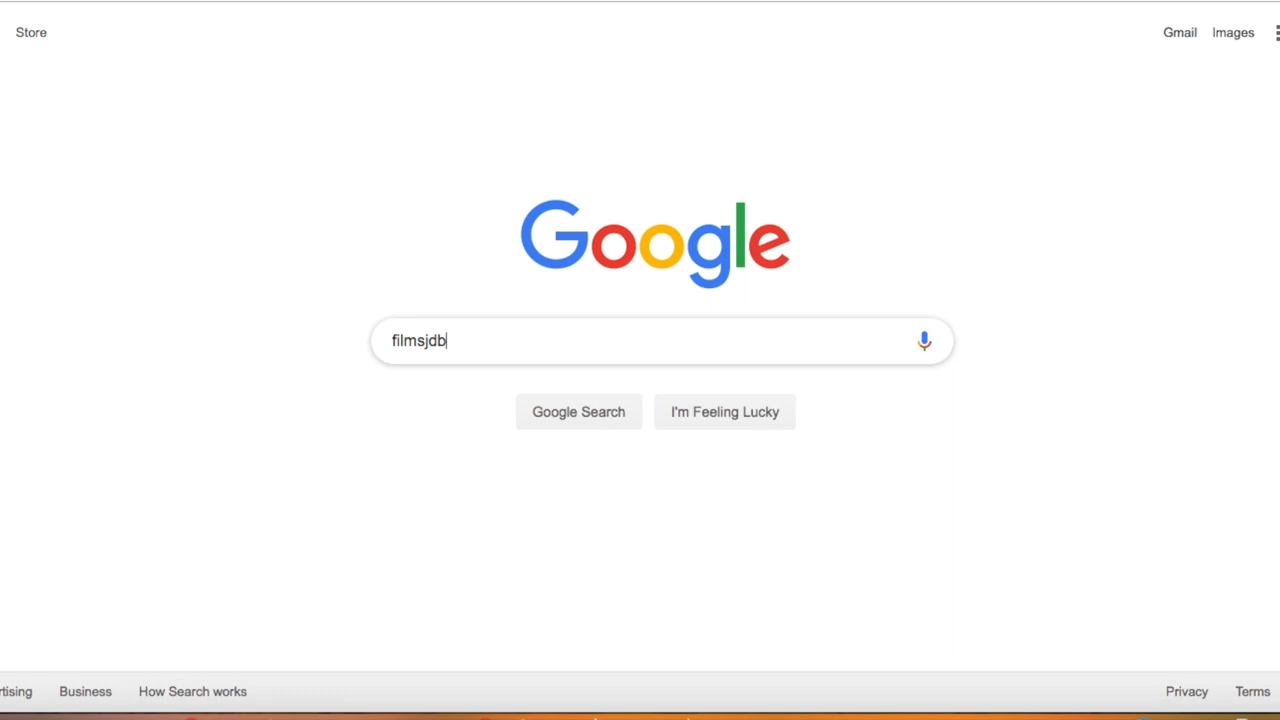 Store
Gmail Images
Google
filmsjdb
Google Search I'm Feeling Lucky
rtising Business How Search works Privacy Terms